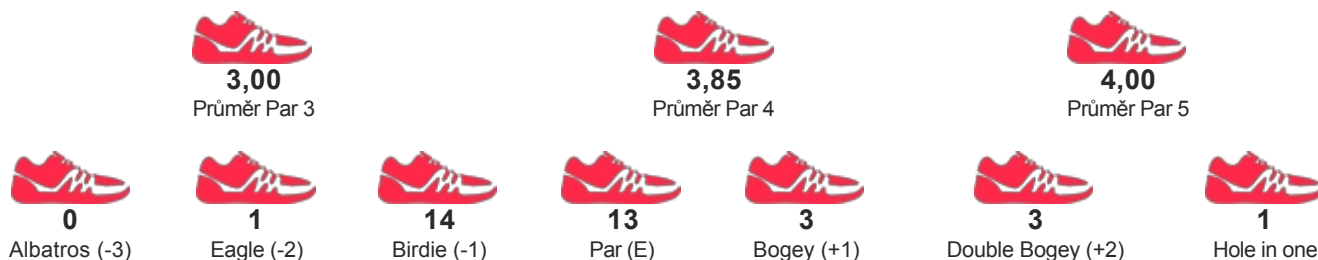 3,00 3,85 4,00
Průměr Par 3 Průměr Par 4 Průměr Par 5
0 1 14 13 3 3 1
Albatros (-3) Eagle (-2) Birdie (-1) Par (E) Bogey (+1) Double Bogey (+2) Hole in one